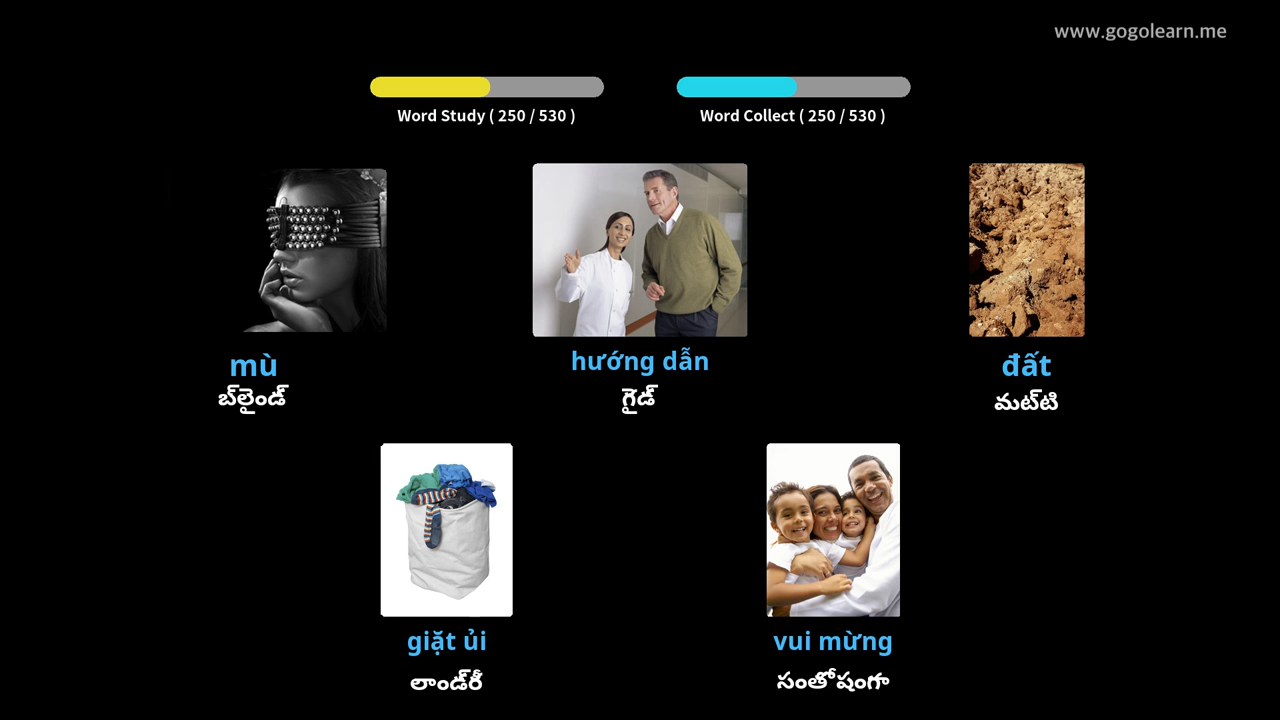 www.gogolearn.me
Word Study ( 250 / 530 )
Word Collect ( 250 / 530 )
mù
బ్‌లైండ్
hướng dẫn
గైడ్
đất
మట్‌టి
giặt ủi
లాండ్‌రీ
vui mừng
సంతోషంగా